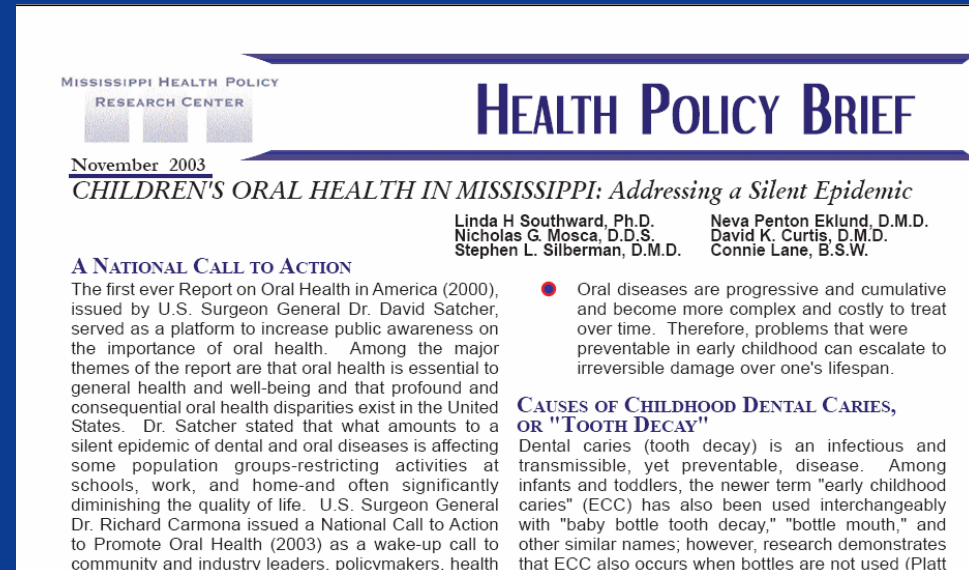 MISSISSIPPI HEALTH POLICY
RESEARCH CENTER
HEALTH POLICY BRIEF
November 2003
CHILDREN'S ORAL HEALTH IN MISSISSIPPI: Addressing a Silent Epidemic
Linda H Southward, Ph.D.
Nicholas G. Mosca, D.D.S.
Stephen L. Silberman, D.M.D.
Neva Penton Eklund, D.M.D.
David K. Curtis, D.M.D.
Connie Lane, B.S.W.
A NATIONAL CALL TO ACTION
The first ever Report on Oral Health in America (2000),
issued by U.S. Surgeon General Dr. David Satcher,
served as a platform to increase public awareness on
the importance of oral health. Among the major
themes of the report are that oral health is essential to
general health and well-being and that profound and
consequential oral health disparities exist in the United
States. Dr. Satcher stated that what amounts to a
silent epidemic of dental and oral diseases is affecting
some population groups-restricting activities at
schools, work, and home-and often significantly
diminishing the quality of life. U.S. Surgeon General
Dr. Richard Carmona issued a National Call to Action
to Promote Oral Health (2003) as a wake-up call to
community and industry leaders, policymakers, health
Oral diseases are progressive and cumulative
and become more complex and costly to treat
over time. Therefore, problems that were
preventable in early childhood can escalate to
irreversible damage over one's lifespan.
CAUSES OF CHILDHOOD DENTAL CARIES,
OR "TOOTH DECAY"
Dental caries (tooth decay) is an infectious and
transmissible, yet preventable, disease. Among
infants and toddlers, the newer term "early childhood
caries" (ECC) has also been used interchangeably
with "baby bottle tooth decay," "bottle mouth," and
other similar names; however, research demonstrates
that ECC also occurs when bottles are not used (Platt